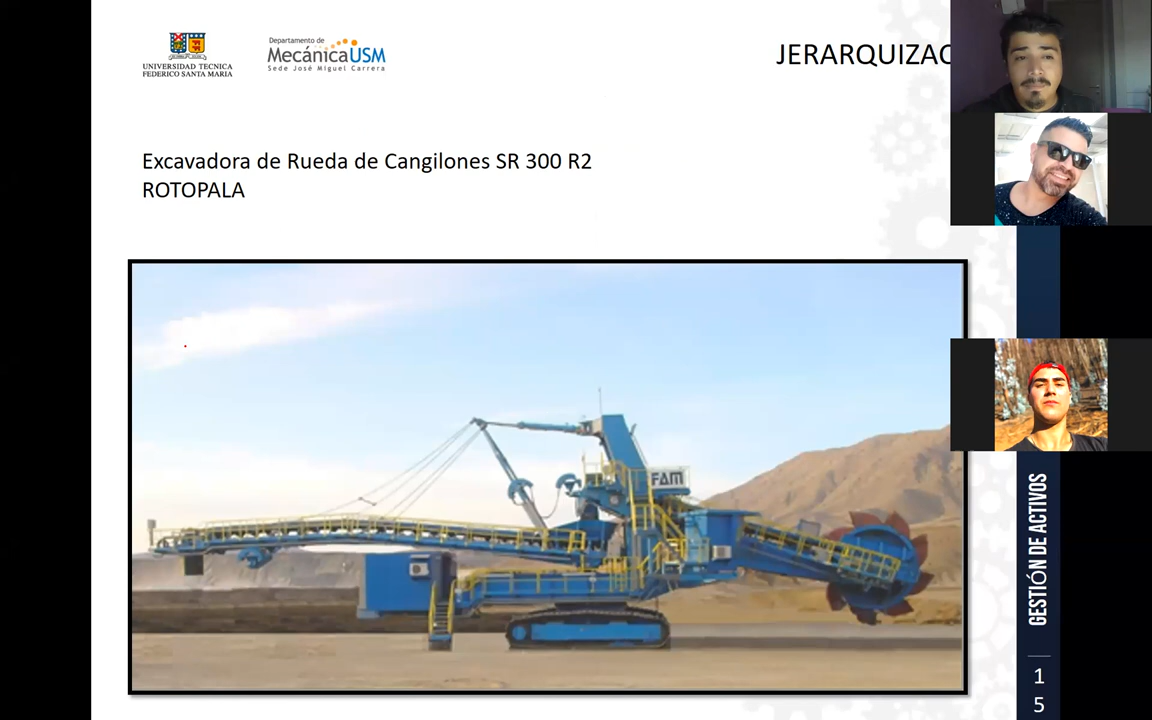 UNIVERSIDAD TECNICA
FEDERICO SANTA MARIA
Departamento de
MecánicaUSM
Sede José Miguel Carrera
JERARQUIZAC
Excavadora de Rueda de Cangilones SR 300 R2
ROTOPALA
FAM
GESTIÓN DE ACTIVOS
1
5